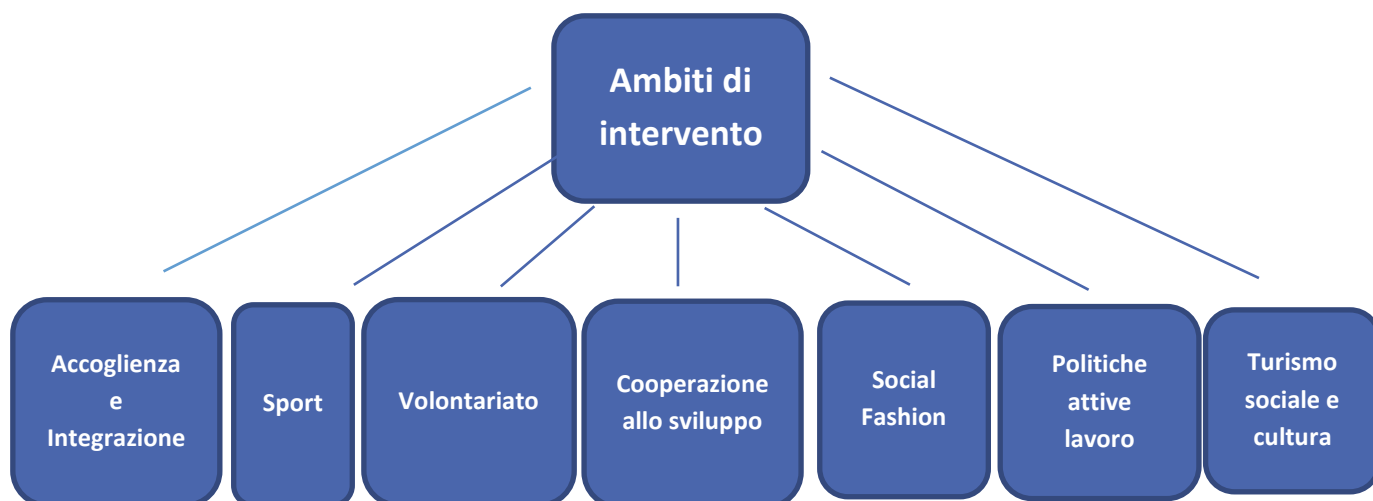 Ambiti di
intervento
Accoglienza
e
Integrazione
Sport
Volontariato
Cooperazione
allo sviluppo
Social
Fashion
Politiche
attive
lavoro
Turismo
sociale e
cultura